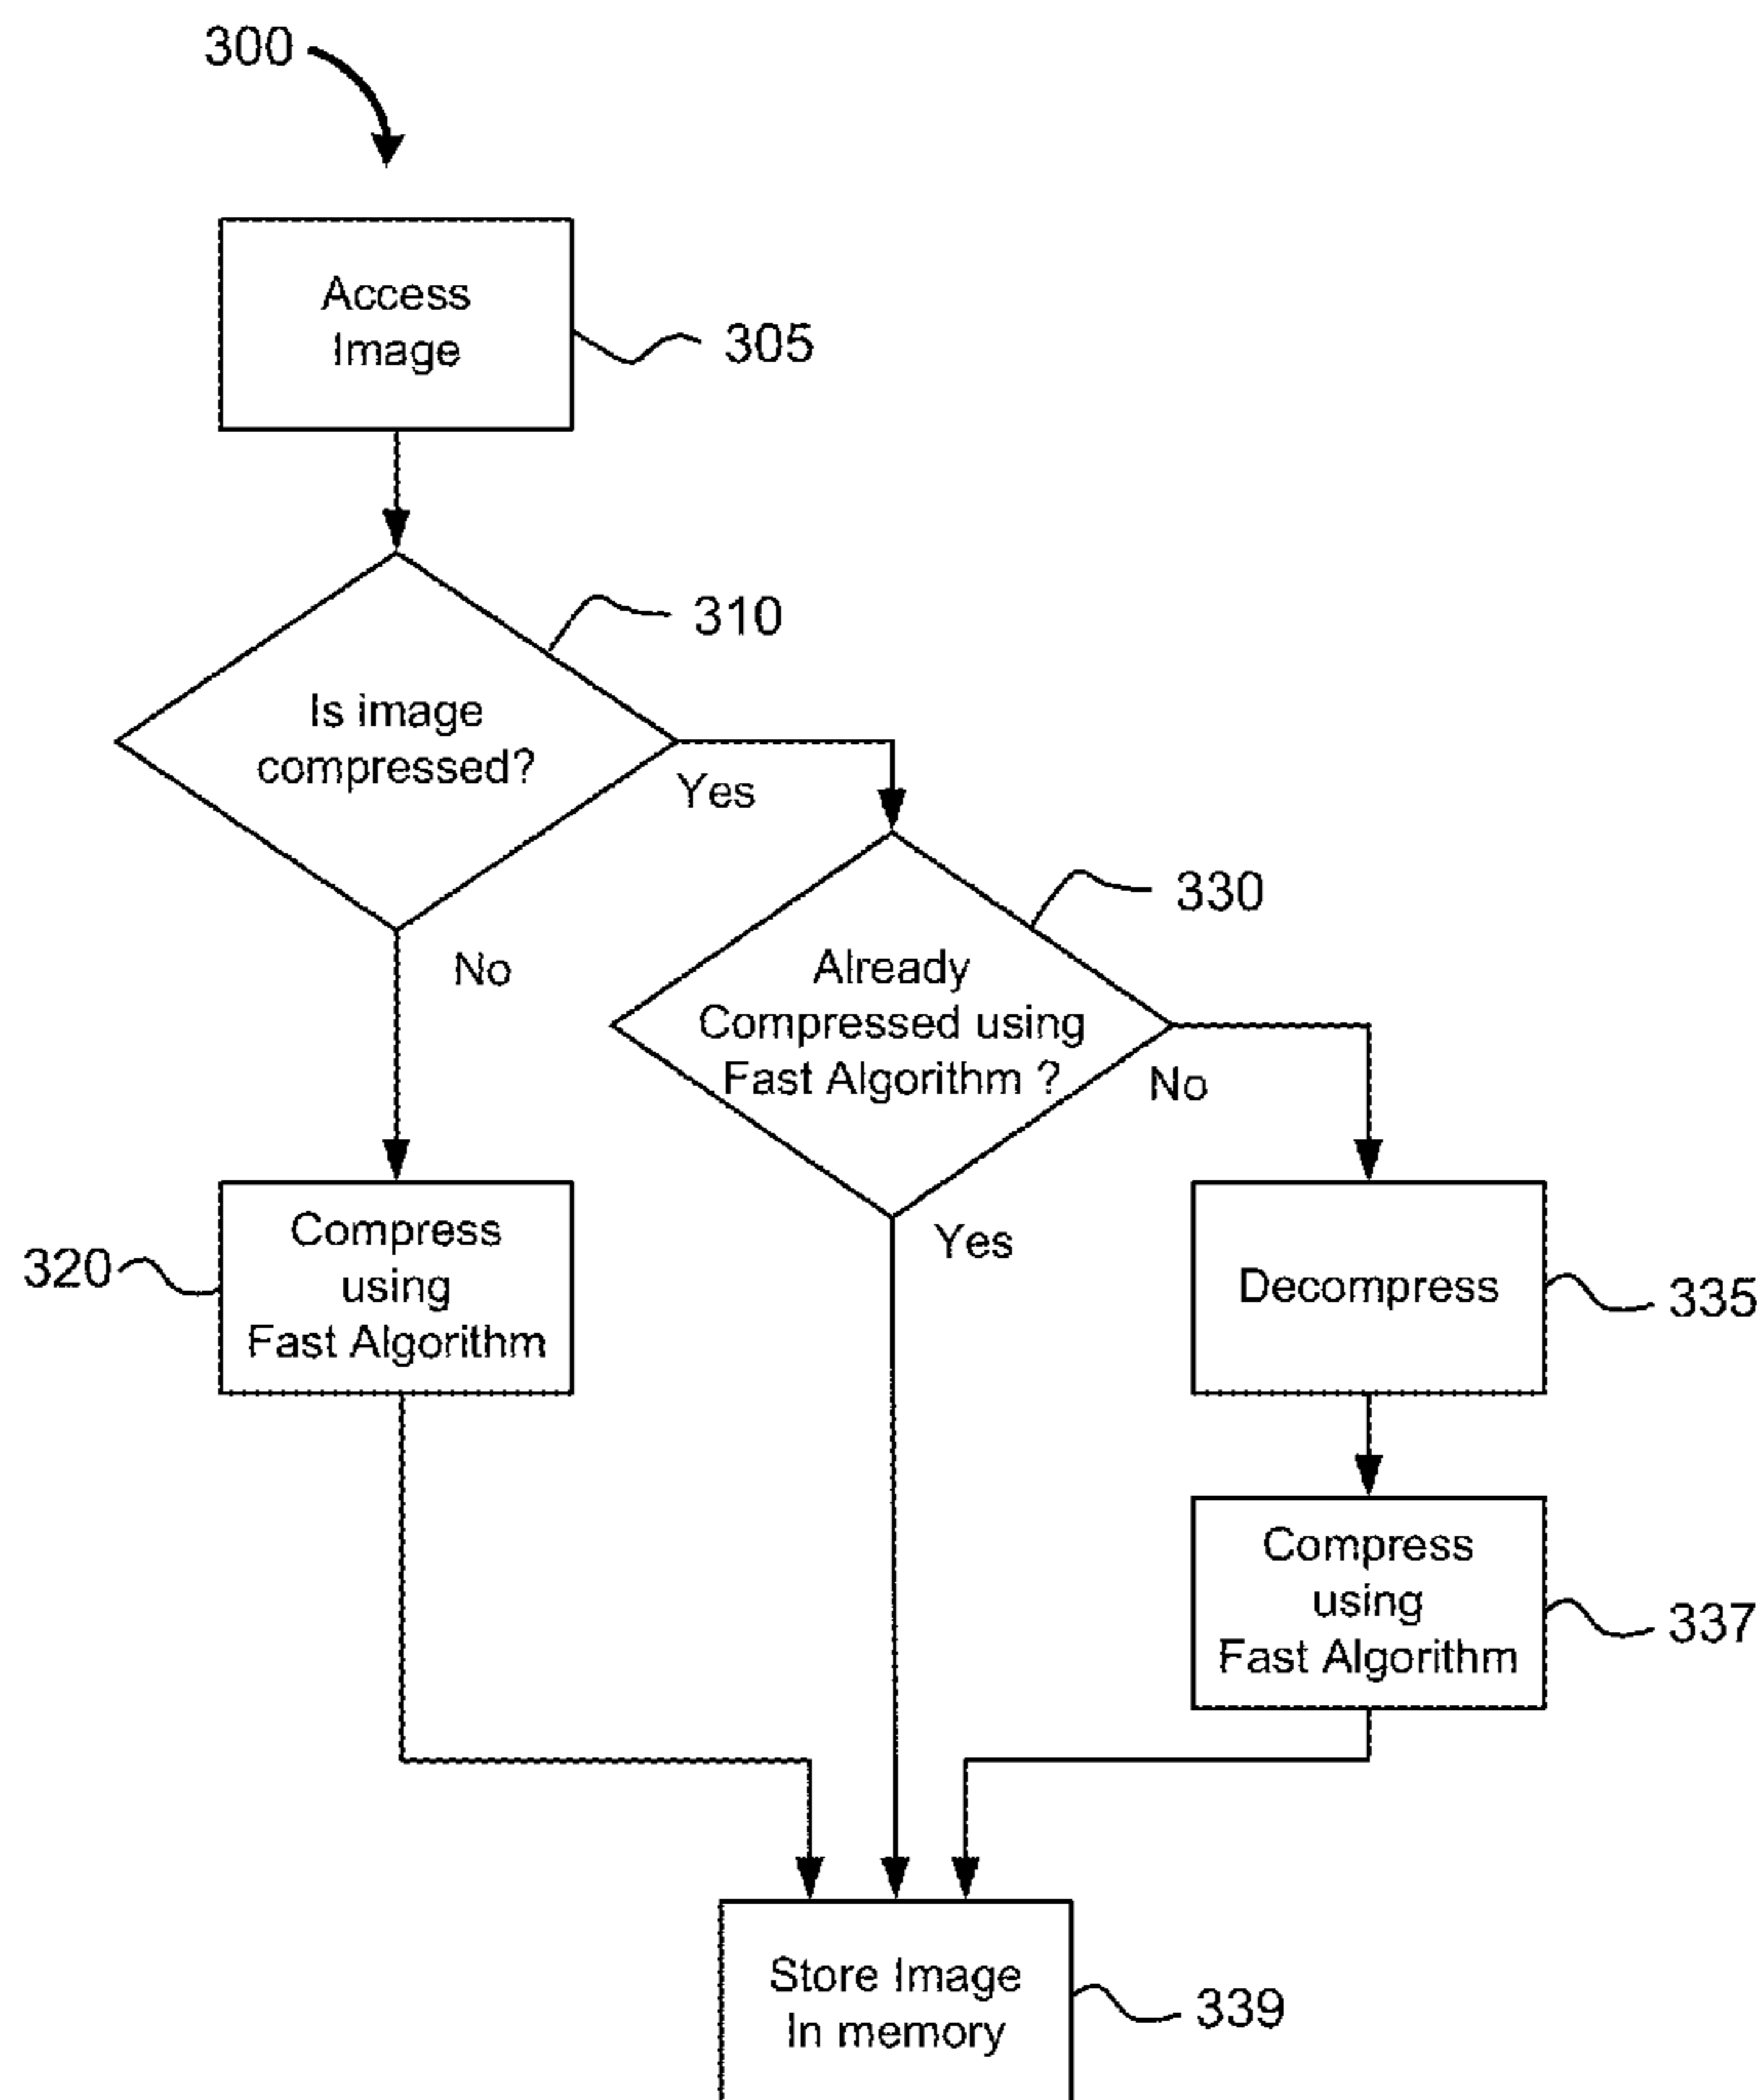 300
Access
Image
305
310
Is image
compressed?
Yes
330
No
Already
Compressed using
Fast Algorithm ?
No
Yes
320
Compress
using
Fast Algorithm
Decompress
335
Compress
using
Fast Algorithm
337
Store Image
In memory
339